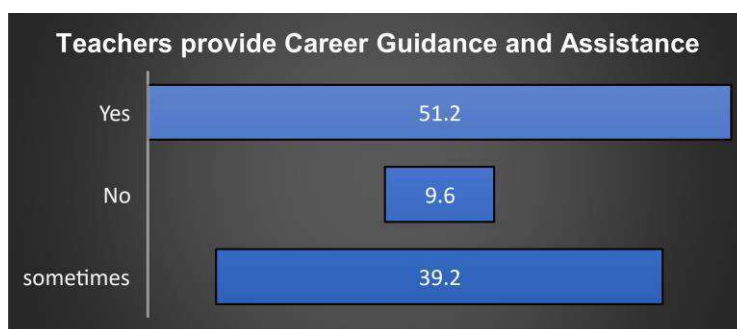 Teachers provide Career Guidance and Assistance
Yes 51.2
No 9.6
sometimes 39.2